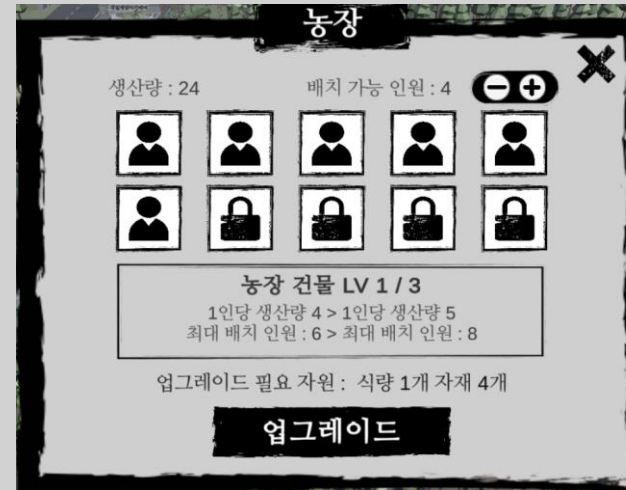 농장
생산량 : 24 배치 가능 인원 : 4
농장 건물 LV 1 / 3
1인당 생산량 4 > 1인당 생산량 5
최대 배치 인원 : 6 > 최대 배치 인원 : 8
업그레이드 필요 자원 : 식량 1개 자재 4개
업그레이드